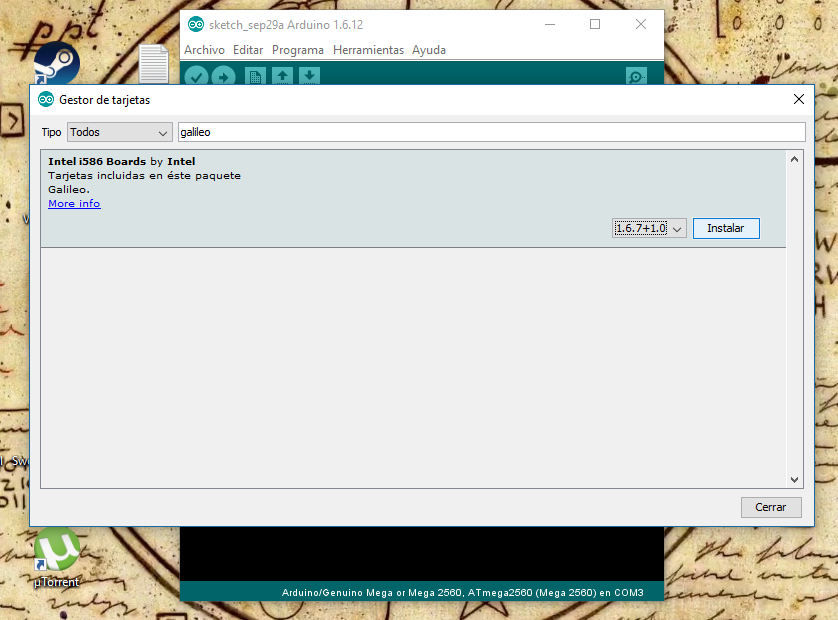 ppt
sketch_sep29a Arduino 1.6.12
Archivo Editar Programa Herramientas Ayuda
Gestor de tarjetas
Tipo Todos galileo
Intel i586 Boards by Intel
Tarjetas incluidas en éste paquete
Galileo.
More info
1.6.7+1.0 Instalar
Cerrar
µTorrent
Arduino/Genuino Mega or Mega 2560, ATmega2560 (Mega 2560) en COM3